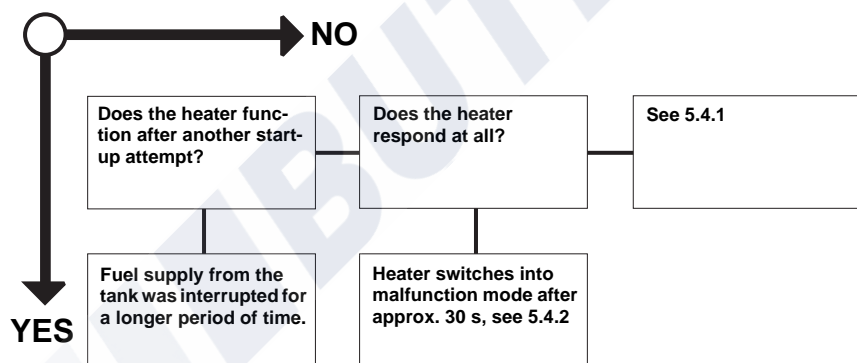 NO
Does the heater func-
tion after another start-
up attempt?
Does the heater
respond at all?
See 5.4.1
Fuel supply from the
tank was interrupted for
a longer period of time.
Heater switches into
malfunction mode after
approx. 30 s, see 5.4.2
YES